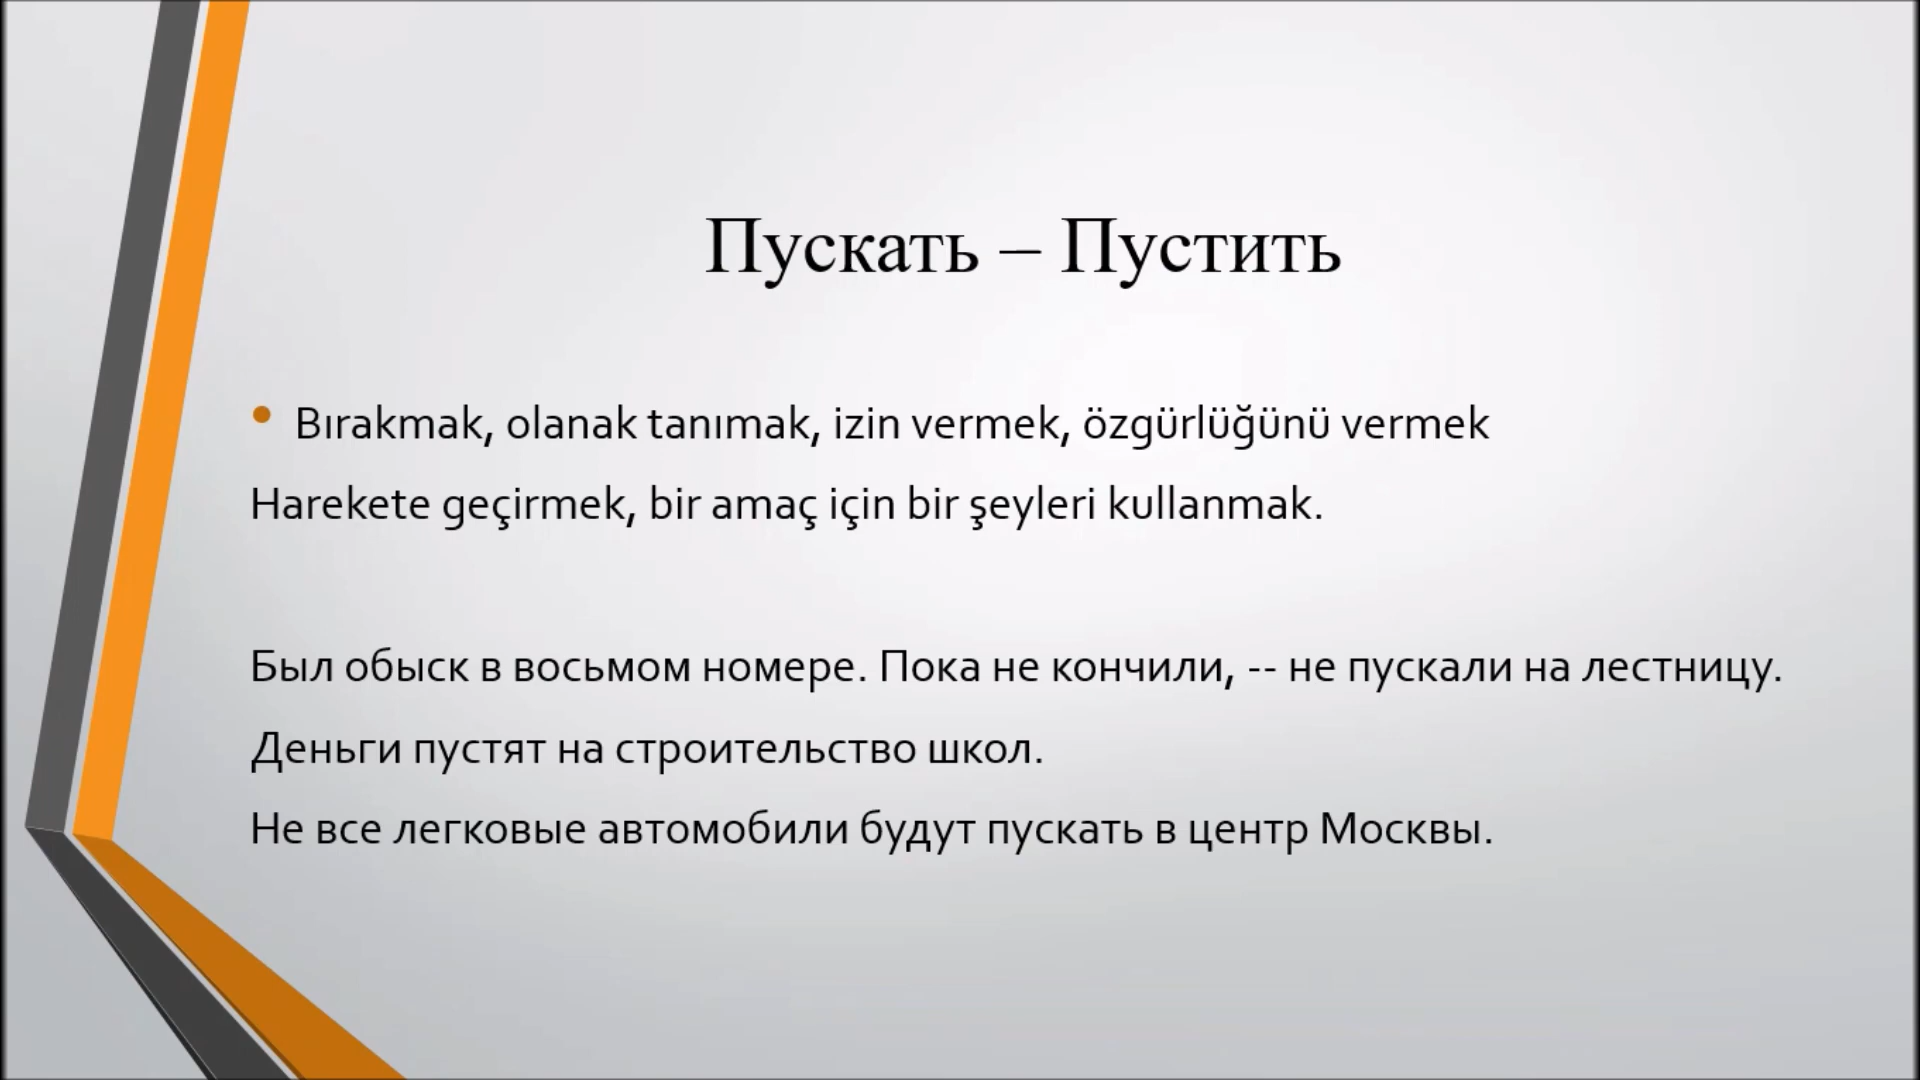 Пускать – Пустить
• Bırakmak, olanak tanımak, izin vermek, özgürlüğünü vermek
Harekete geçirmek, bir amaç için bir şeyleri kullanmak.
Был обыск в восьмом номере. Пока не кончили, -- не пускали на лестницу.
Деньги пустят на строительство школ.
Не все легковые автомобили будут пускать в центр Москвы.